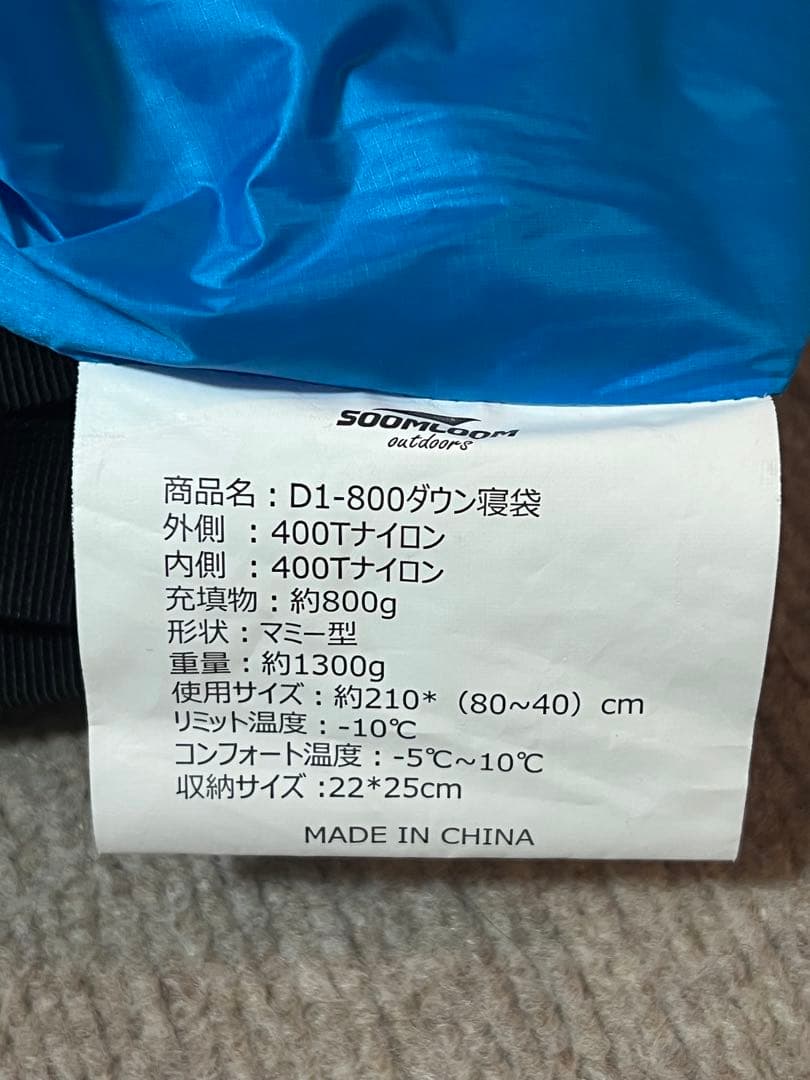 SOOMLOOM
outdoors
商品名：D1-800ダウン寝袋
外側 ：400Tナイロン
内側 ：400Tナイロン
充填物：約800g
形状：マミー型
重量：約1300g
使用サイズ：約210*（80~40）cm
リミット温度：-10℃
コンフォート温度：-5℃~10℃
収納サイズ :22*25cm
MADE IN CHINA